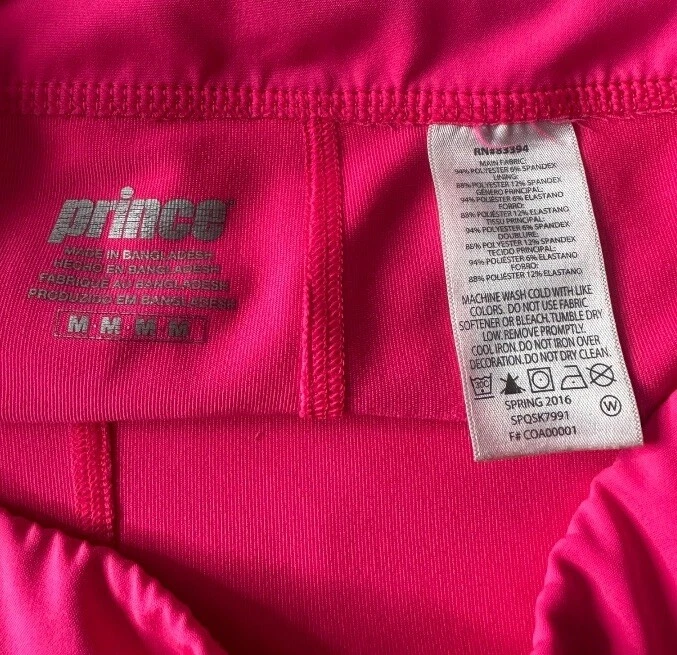 prince
MADE IN BANGLADESH
HECHO EN BANGLADESH
FABRIQUE AU BANGLADESH
PRODUZIDO EM BANGLADESH
M M M M
RN#83394
MAIN FABRIC:
94% POLYESTER 6% SPANDEX
LINING:
88% POLYESTER 12% SPANDEX
GÉNERO PRINCIPAL:
94% POLIÉSTER 6% ELASTANO
FORRO:
88% POLIÉSTER 12% ELASTANO
TISSU PRINCIPAL:
94% POLYESTER 6% SPANDEX
DOUBLURE:
88% POLYESTER 12% SPANDEX
TECIDO PRINCIPAL:
94% POLIÉSTER 6% ELASTANO
FORRO:
88% POLIÉSTER 12% ELASTANO
MACHINE WASH COLD WITH LIKE
COLORS. DO NOT USE FABRIC
SOFTENER OR BLEACH. TUMBLE DRY
LOW. REMOVE PROMPTLY.
COOL IRON. DO NOT IRON OVER
DECORATION. DO NOT DRY CLEAN.
30°C
SPRING 2016
SPQSK7991
F# COA00001
W